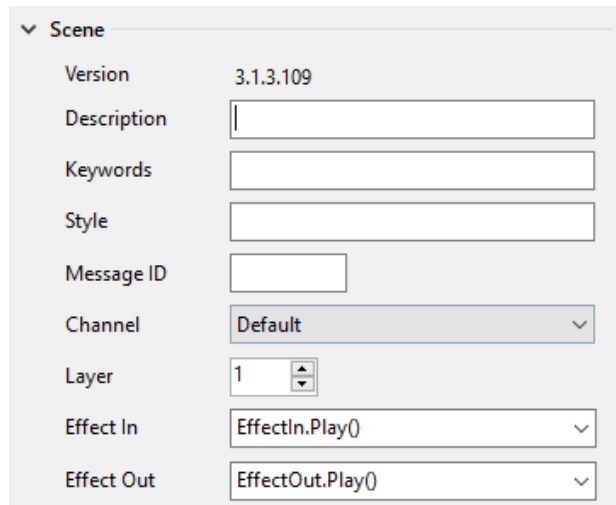 Scene
Version 3.1.3.109
Description
Keywords
Style
Message ID
Channel Default
Layer 1
Effect In EffectIn.Play()
Effect Out EffectOut.Play()